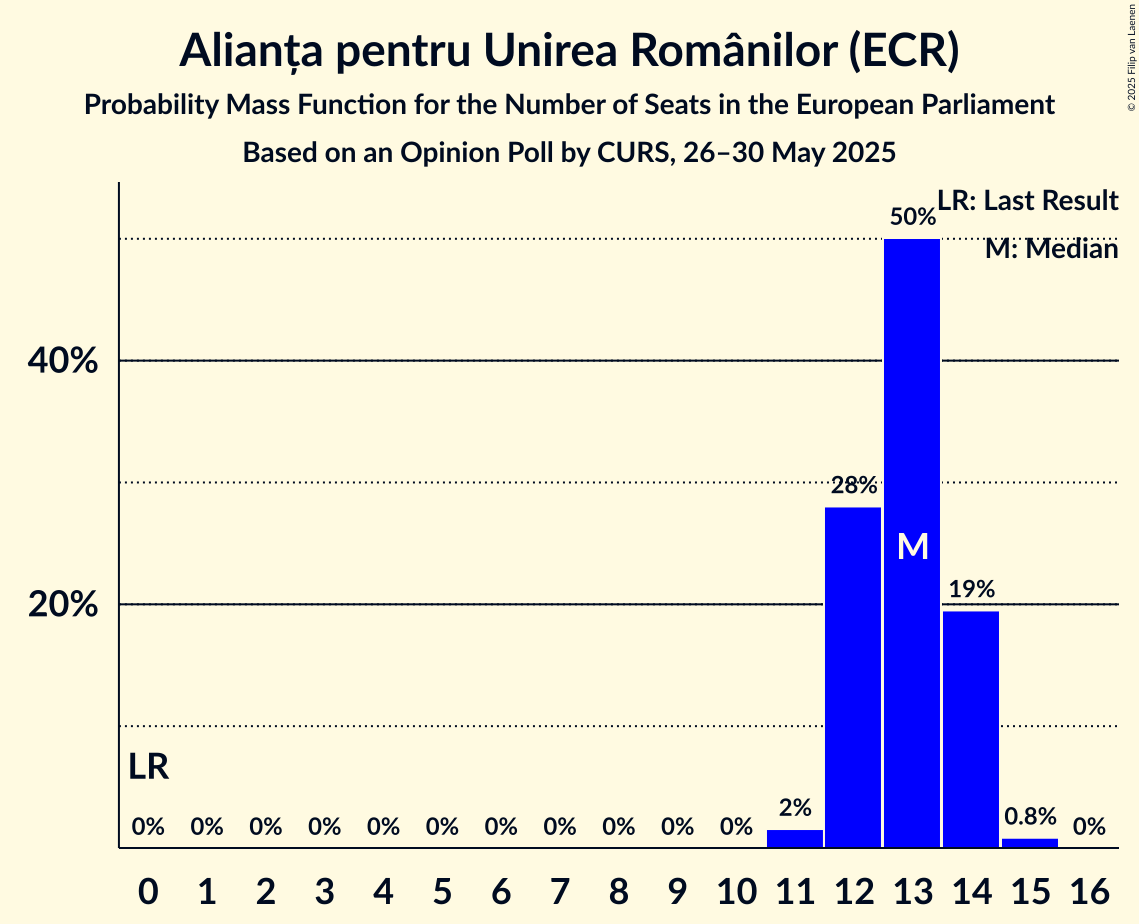 Alianța pentru Unirea Românilor (ECR)
Probability Mass Function for the Number of Seats in the European Parliament
Based on an Opinion Poll by CURS, 26–30 May 2025
© 2025 Filip van Laenen
LR: Last Result
M: Median
50%
40%
28%
M
20%
19%
LR
0% 0% 0% 0% 0% 0% 0% 0% 0% 0% 0% 2% 0.8% 0%
0 1 2 3 4 5 6 7 8 9 10 11 12 13 14 15 16